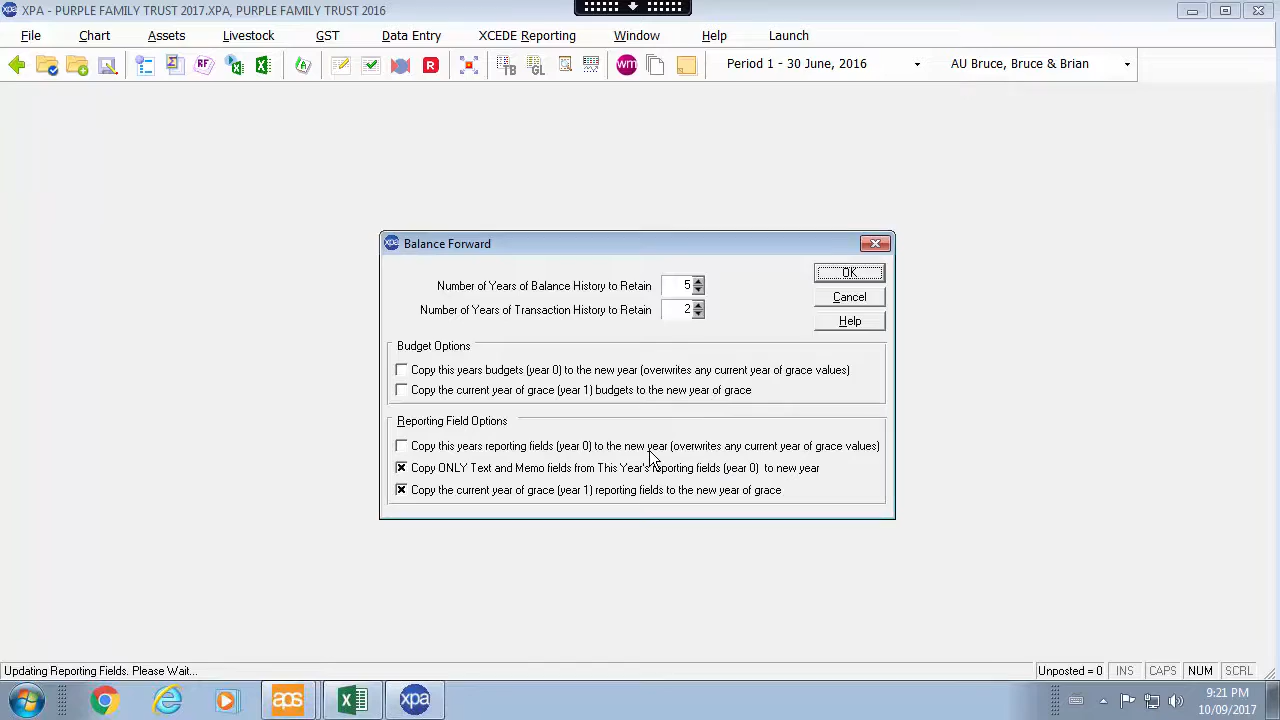 XPA - PURPLE FAMILY TRUST 2017.XPA, PURPLE FAMILY TRUST 2016
File Chart Assets Livestock GST Data Entry XCEDE Reporting Window Help Launch
RF R TB GL wm Period 1 - 30 June, 2016 AU Bruce, Bruce & Brian
xpa Balance Forward
Number of Years of Balance History to Retain 5 OK
Number of Years of Transaction History to Retain 2 Cancel
Help
Budget Options
Copy this years budgets (year 0) to the new year (overwrites any current year of grace values)
Copy the current year of grace (year 1) budgets to the new year of grace
Reporting Field Options
Copy this years reporting fields (year 0) to the new year (overwrites any current year of grace values)
Copy ONLY Text and Memo fields from This Year's reporting fields (year 0) to new year
Copy the current year of grace (year 1) reporting fields to the new year of grace
Updating Reporting Fields. Please Wait... Unposted = 0 INS CAPS NUM SCRL
aps xpa 9:21 PM
10/09/2017